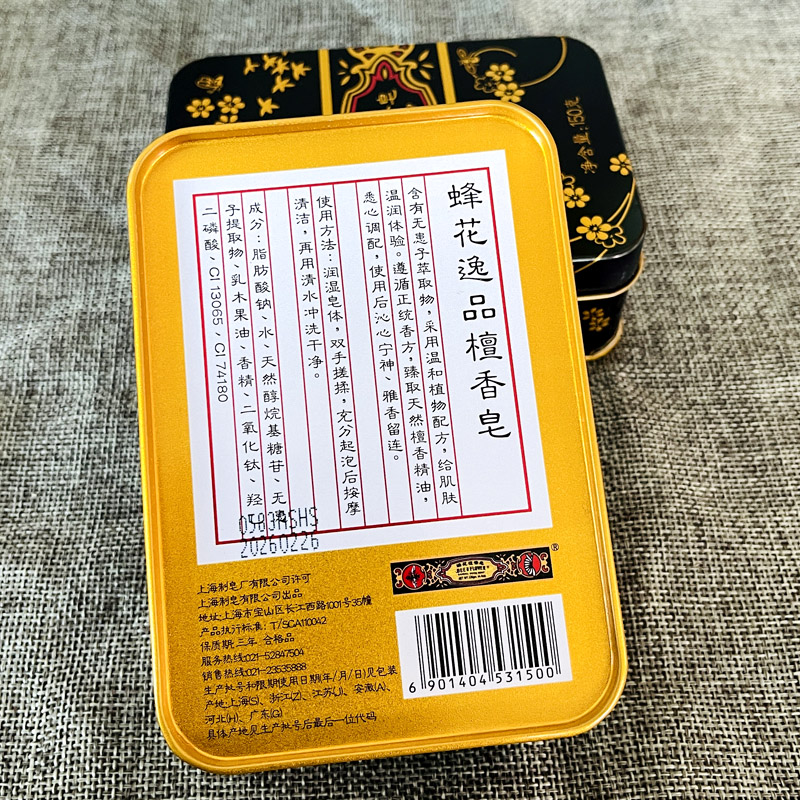 净含量:150克
皂
蜂花逸品檀香皂
含有无患子萃取物，采用温和植物配方，给肌肤
温润体验。遵循正统香方，臻取天然檀香精油，
悉心调配，使用后沁心宁神、雅香留连。
使用方法：润湿皂体，双手搓揉，充分起泡后按摩
清洁，再用清水冲洗干净。
成分：脂肪酸钠、水、天然醇烷基糖苷、无患
子提取物、乳木果油、香精、二氧化钛、羟
二磷酸、CI 13065、CI 74180
0583ASHS
20260226
BEE & FLOWER
®
上海制皂厂有限公司许可
上海制皂有限公司出品
地址:上海市宝山区长江西路1001号35幢
产品执行标准：T/SCA110042
保质期:三年 合格品
服务热线:021-52847504
销售热线:021-23535888
生产批号和限期使用日期(年/月/日)见包装
产地:上海(S)、浙江(Z)、江苏(J)、安徽(A)、
河北(H)、广东(G)
具体产地见生产批号后最后一位代码
6 901404 531500